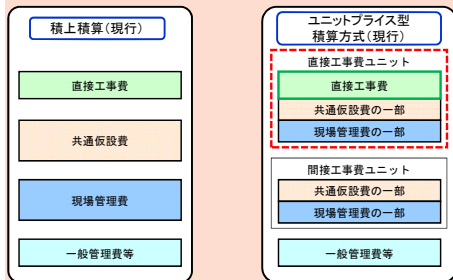 積上積算(現行)
直接工事費
共通仮設費
現場管理費
一般管理費等
ユニットプライス型
積算方式(現行)
直接工事費ユニット
直接工事費
共通仮設費の一部
現場管理費の一部
間接工事費ユニット
共通仮設費の一部
現場管理費の一部
一般管理費等